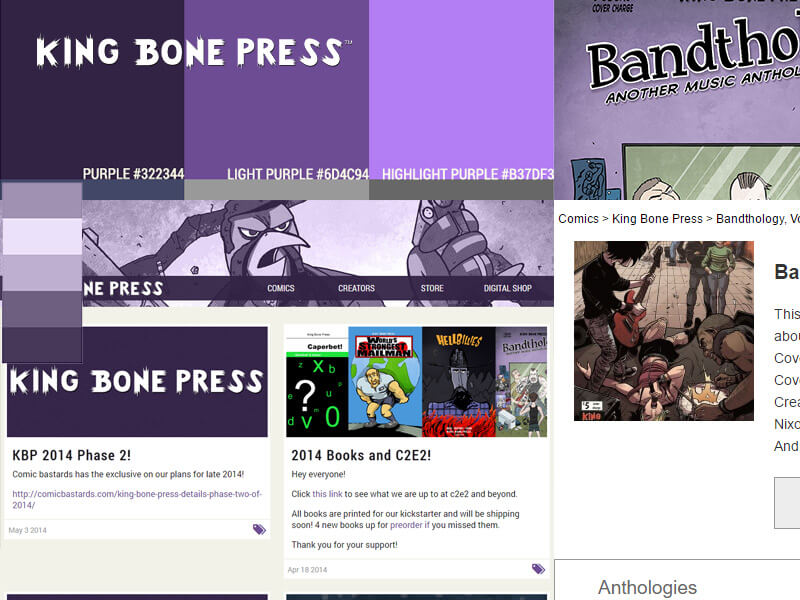 KING BONE PRESS™
PURPLE #322344
LIGHT PURPLE #6D4C94
HIGHLIGHT PURPLE #B37DF3
COVER CHARGE
Bandthol
ANOTHER MUSIC ANTHOL
NE PRESS
COMICS
CREATORS
STORE
DIGITAL SHOP
Comics > King Bone Press > Bandthology, Vo
KING BONE PRESS
King Bone Press
Caporbet!
WORLD'S STRONGEST MAILMAN
HELLBILLIES
Bandthol
KBP 2014 Phase 2!
Comic bastards has the exclusive on our plans for late 2014!
http://comicbastards.com/king-bone-press-details-phase-two-of-
2014/
May 3 2014
2014 Books and C2E2!
Hey everyone!
Click this link to see what we are up to at c2e2 and beyond.
All books are printed for our kickstarter and will be shipping
soon! 4 new books up for preorder if you missed them.
Thank you for your support!
Apr 18 2014
$5
KING
Ba
This
abou
Cove
Cove
Crea
Nixo
And
Anthologies